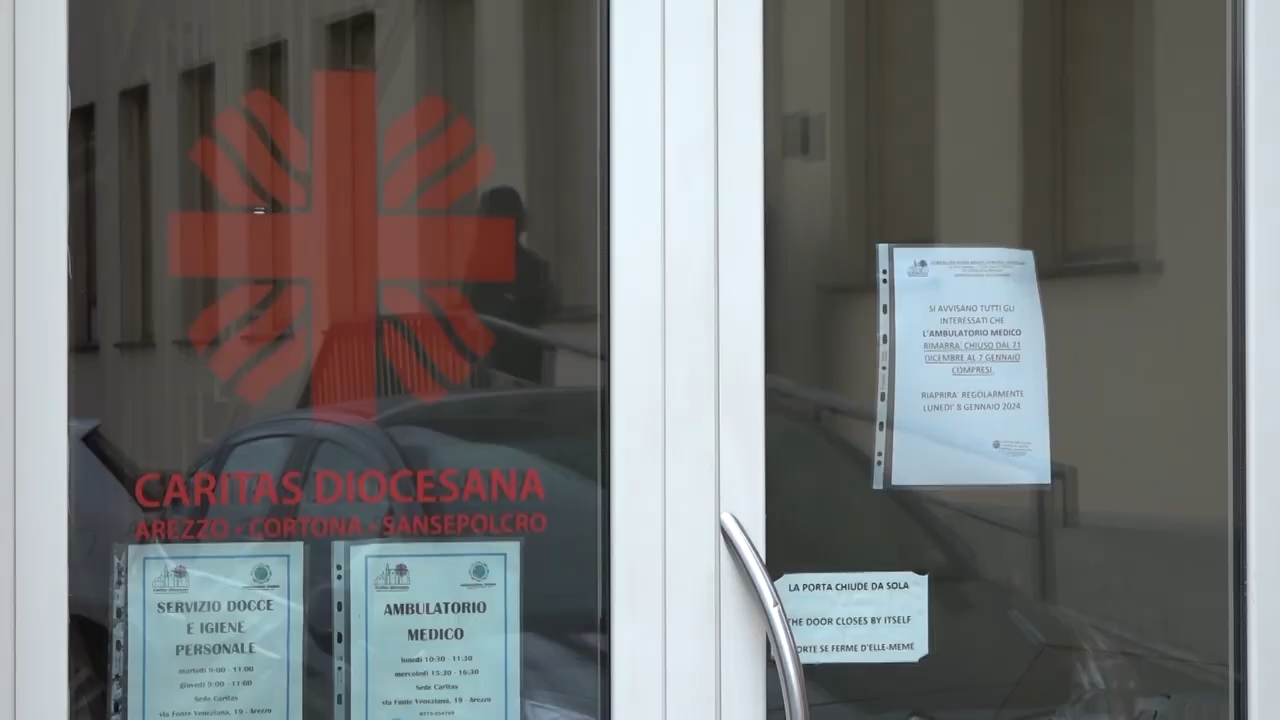 CARITAS DIOCESANA
AREZZO - CORTONA - SANSEPOLCRO
SERVIZIO DOCCE
E IGIENE
PERSONALE
martedì 9:00 - 11:00
giovedì 9:00 - 11:00
Sede Caritas
via Fonte Veneziana, 19 - Arezzo
AMBULATORIO
MEDICO
lunedì 10:30 - 11:30
mercoledì 15:30 - 16:30
Sede Caritas
via Fonte Veneziana, 19 - Arezzo
SI AVVISANO TUTTI GLI
INTERESSATI CHE
L'AMBULATORIO MEDICO
RIMARRA' CHIUSO DAL 23
DICEMBRE AL 7 GENNAIO
COMPRESI.
RIAPRIRA' REGOLARMENTE
LUNEDI' 8 GENNAIO 2024
LA PORTA CHIUDE DA SOLA
THE DOOR CLOSES BY ITSELF
PORTE SE FERME D'ELLE-MEME